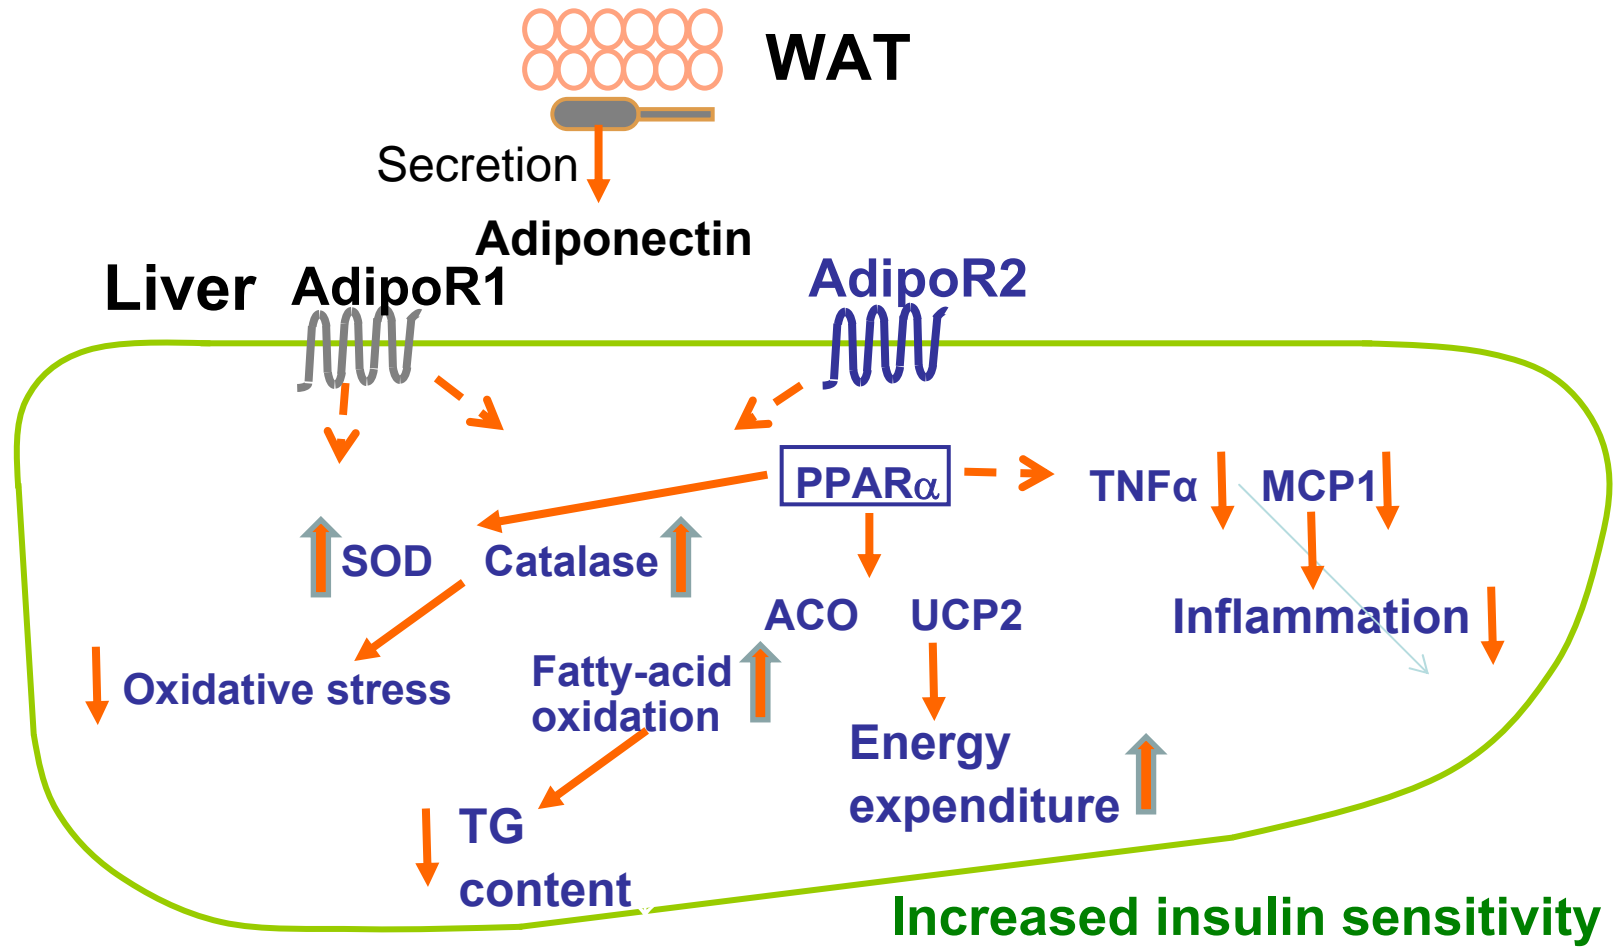 WAT
Secretion
Adiponectin
Liver
AdipoR1
AdipoR2
PPARα
TNFα
MCP1
SOD
Catalase
ACO
UCP2
Inflammation
Oxidative stress
Fatty-acid
oxidation
Energy
expenditure
TG
content
Increased insulin sensitivity